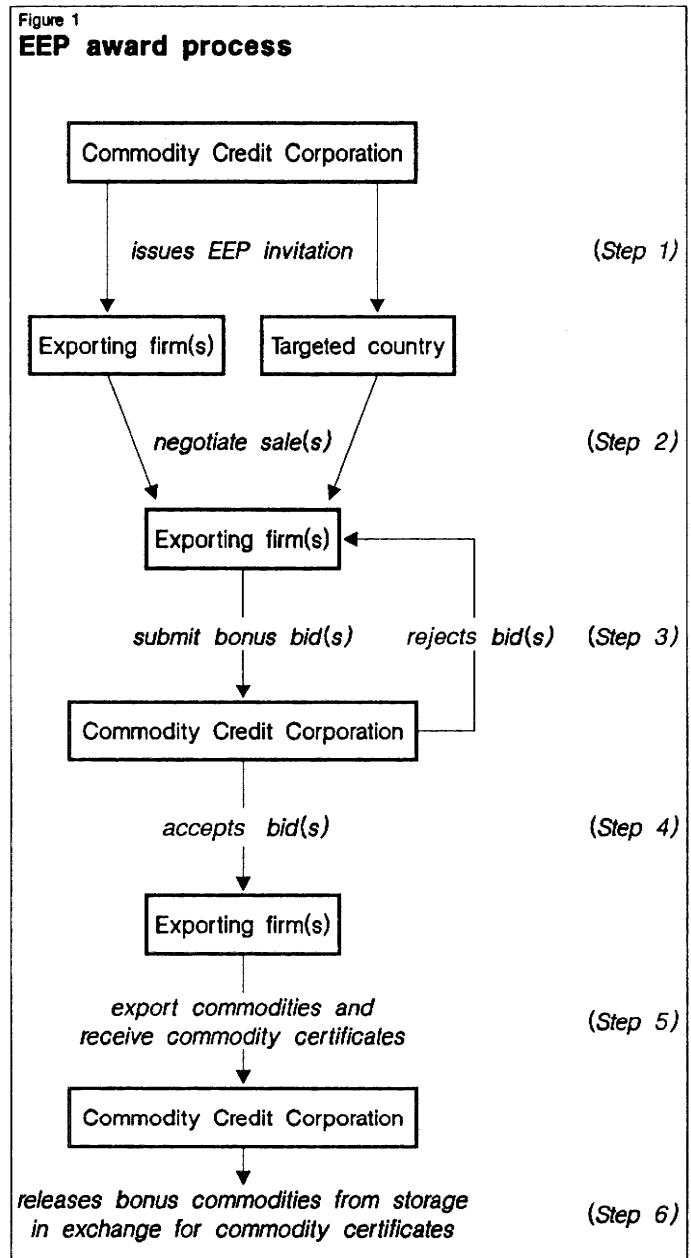 Figure 1
EEP award process
Commodity Credit Corporation
issues EEP invitation (Step 1)
Exporting firm(s) Targeted country
negotiate sale(s) (Step 2)
Exporting firm(s)
submit bonus bid(s) rejects bid(s) (Step 3)
Commodity Credit Corporation
accepts bid(s) (Step 4)
Exporting firm(s)
export commodities and
receive commodity certificates (Step 5)
Commodity Credit Corporation
releases bonus commodities from storage
in exchange for commodity certificates (Step 6)